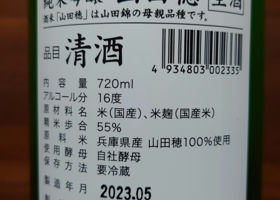 純米吟醸 山田穂 生酒
酒米「山田穂」は山田錦の母親品種です。
品目 清酒
4 934803 002335
内容量 720ml
アルコール分 16度
原材料名 米(国産)、米麹(国産米)
精米歩合 55%
原料米 兵庫県産 山田穂100%使用
使用酵母 自社酵母
保存方法 要冷蔵
製造年月 2023.05